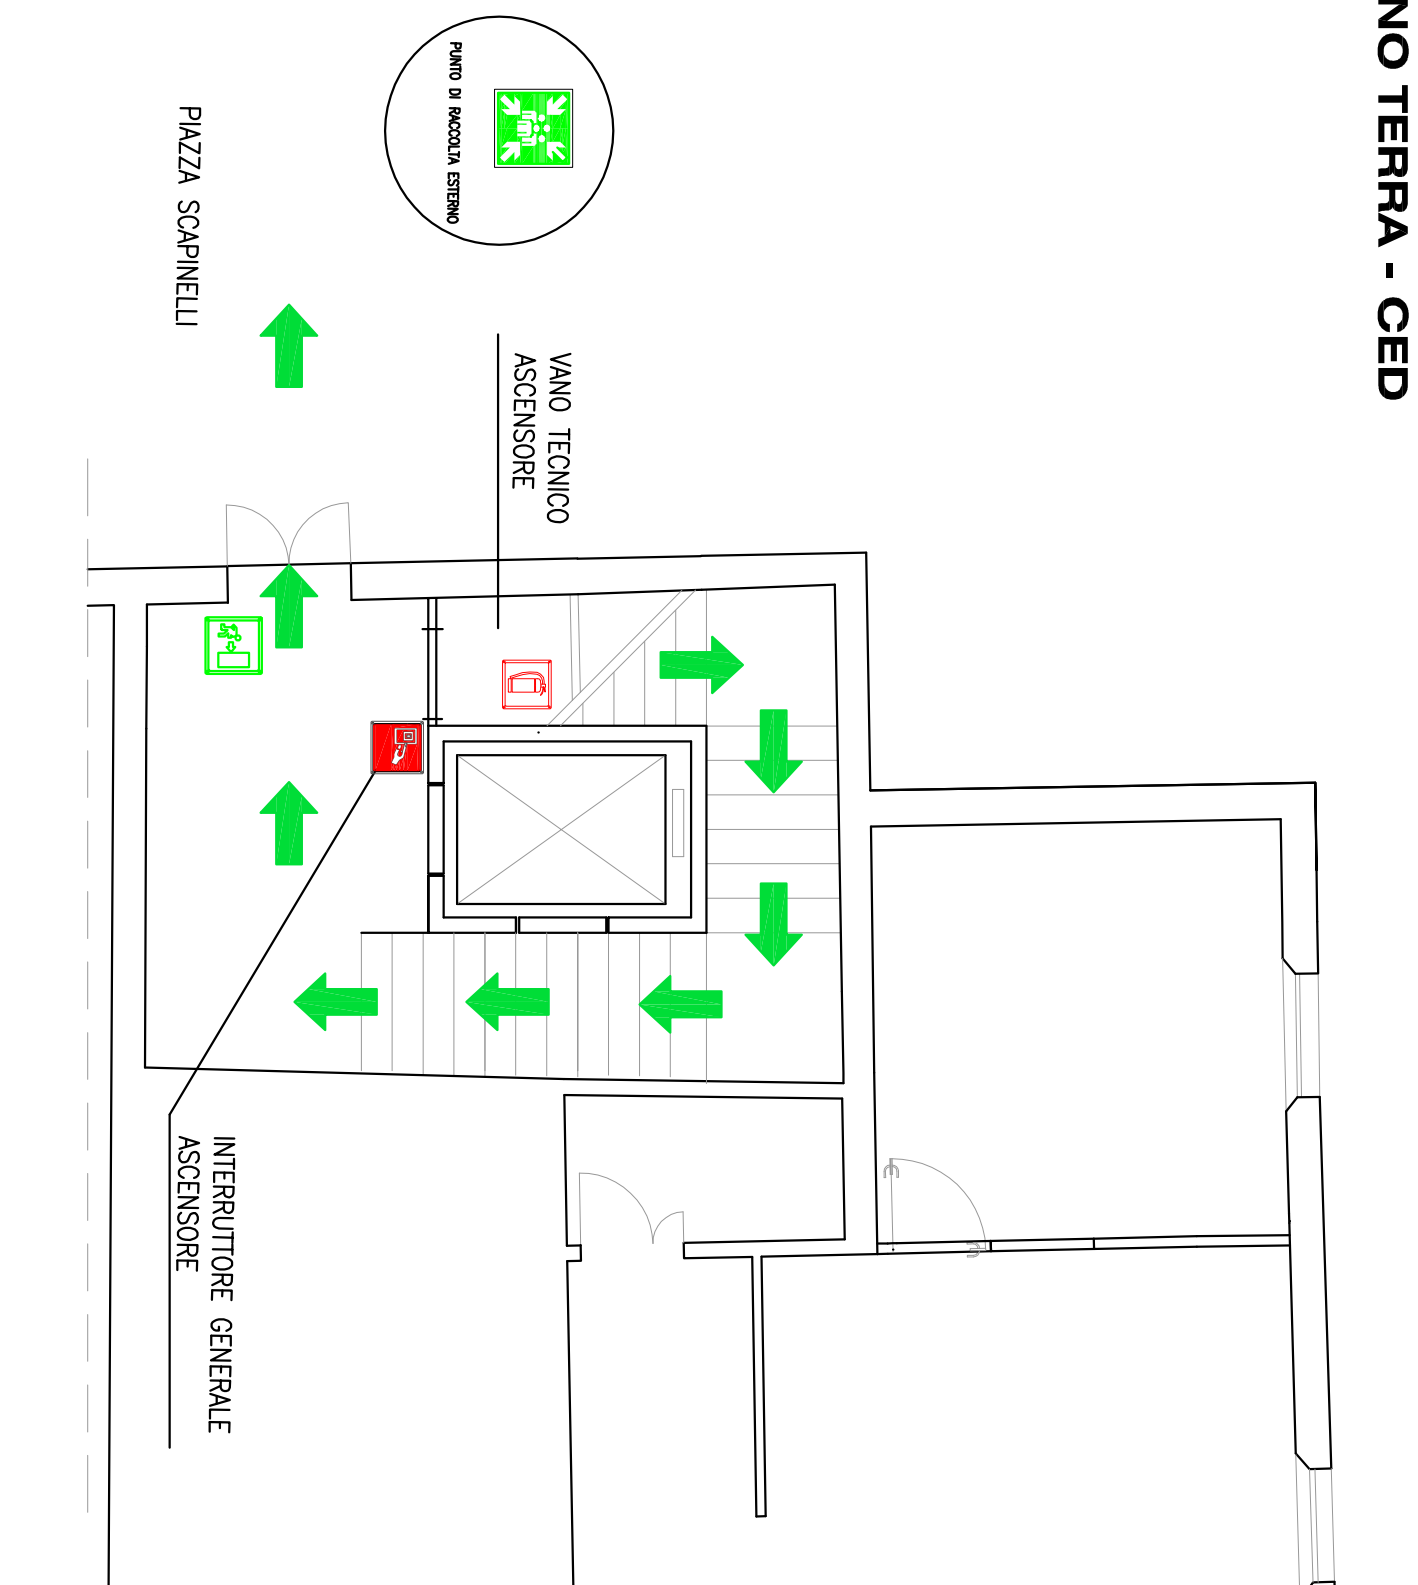 NO TERRA - CED
PUNTO DI RACCOLTA ESTERNO
PIAZZA SCAPINELLI
VANO TECNICO
ASCENSORE
INTERRUTTORE GENERALE
ASCENSORE